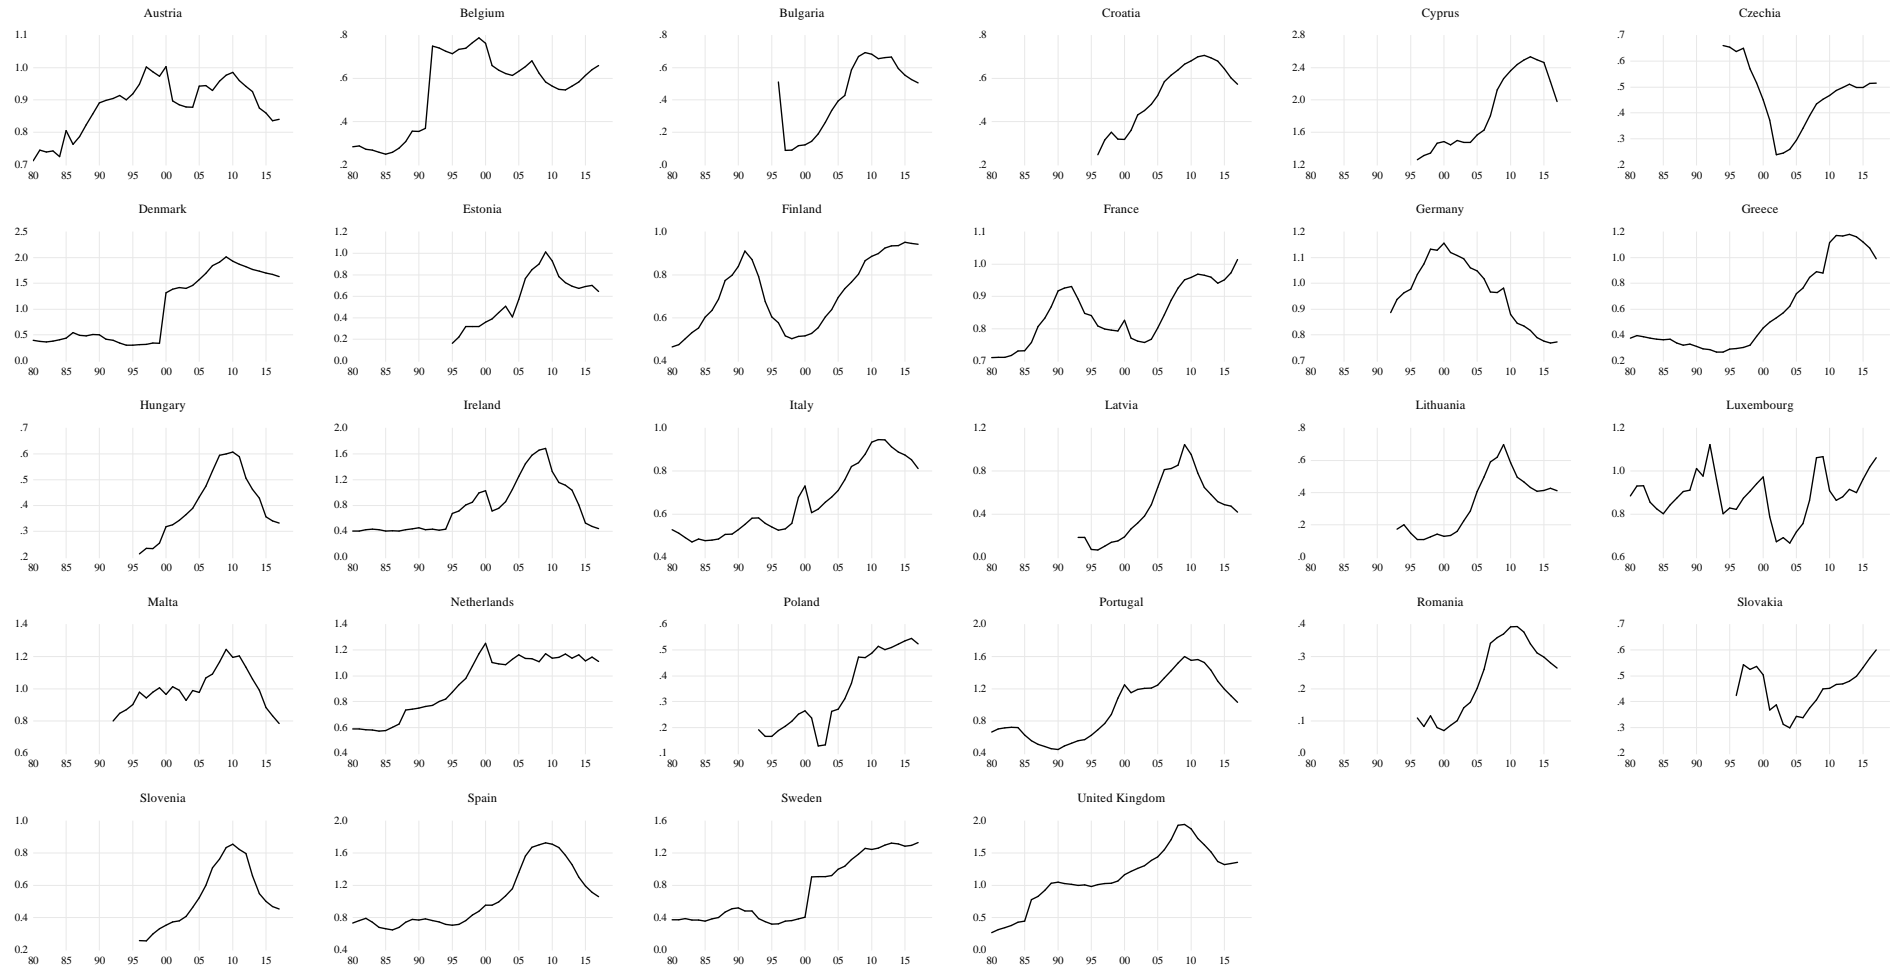 Austria Belgium Bulgaria Croatia Cyprus Czechia
1.1 .8 .8 .8 2.8 .7
1.0 .6 2.4 .6
0.9 .6 .4 .6 2.0 .5
0.8 .4 .2 .4 1.6 .4
.3
0.7 .2 .0 .2 1.2 .2
80 85 90 95 00 05 10 15 80 85 90 95 00 05 10 15 80 85 90 95 00 05 10 15 80 85 90 95 00 05 10 15 80 85 90 95 00 05 10 15 80 85 90 95 00 05 10 15
Denmark Estonia Finland France Germany Greece
2.5 1.2 1.0 1.1 1.2 1.2
2.0 1.0 1.0 1.1 1.0
1.5 0.8 0.8 1.0 0.8
1.0 0.6 0.9 0.9 0.6
0.5 0.4 0.6 0.8 0.8 0.4
0.2
0.0 0.0 0.4 0.7 0.7 0.2
80 85 90 95 00 05 10 15 80 85 90 95 00 05 10 15 80 85 90 95 00 05 10 15 80 85 90 95 00 05 10 15 80 85 90 95 00 05 10 15 80 85 90 95 00 05 10 15
Hungary Ireland Italy Latvia Lithuania Luxembourg
.7 2.0 1.0 1.2 .8 1.2
.6 1.6 0.8 0.8 .6 1.0
.5 1.2 .4
.4 0.8 0.6 0.4 .2 0.8
.3 0.4
.2 0.0 0.4 0.0 .0 0.6
80 85 90 95 00 05 10 15 80 85 90 95 00 05 10 15 80 85 90 95 00 05 10 15 80 85 90 95 00 05 10 15 80 85 90 95 00 05 10 15 80 85 90 95 00 05 10 15
Malta Netherlands Poland Portugal Romania Slovakia
1.4 1.4 .6 2.0 .4 .7
1.2 1.2 .5 1.6 .3 .6
1.0 1.0 .4 1.2 .2 .5
0.8 0.8 .3 0.8 .1 .4
0.6 .2 .3
0.6 0.4 .1 0.4 .0 .2
80 85 90 95 00 05 10 15 80 85 90 95 00 05 10 15 80 85 90 95 00 05 10 15 80 85 90 95 00 05 10 15 80 85 90 95 00 05 10 15 80 85 90 95 00 05 10 15
Slovenia Spain Sweden United Kingdom
1.0 2.0 1.6 2.0
0.8 1.6 1.2 1.5
0.6 1.2 0.8 1.0
0.4 0.8 0.4 0.5
0.2 0.4 0.0 0.0
80 85 90 95 00 05 10 15 80 85 90 95 00 05 10 15 80 85 90 95 00 05 10 15 80 85 90 95 00 05 10 15